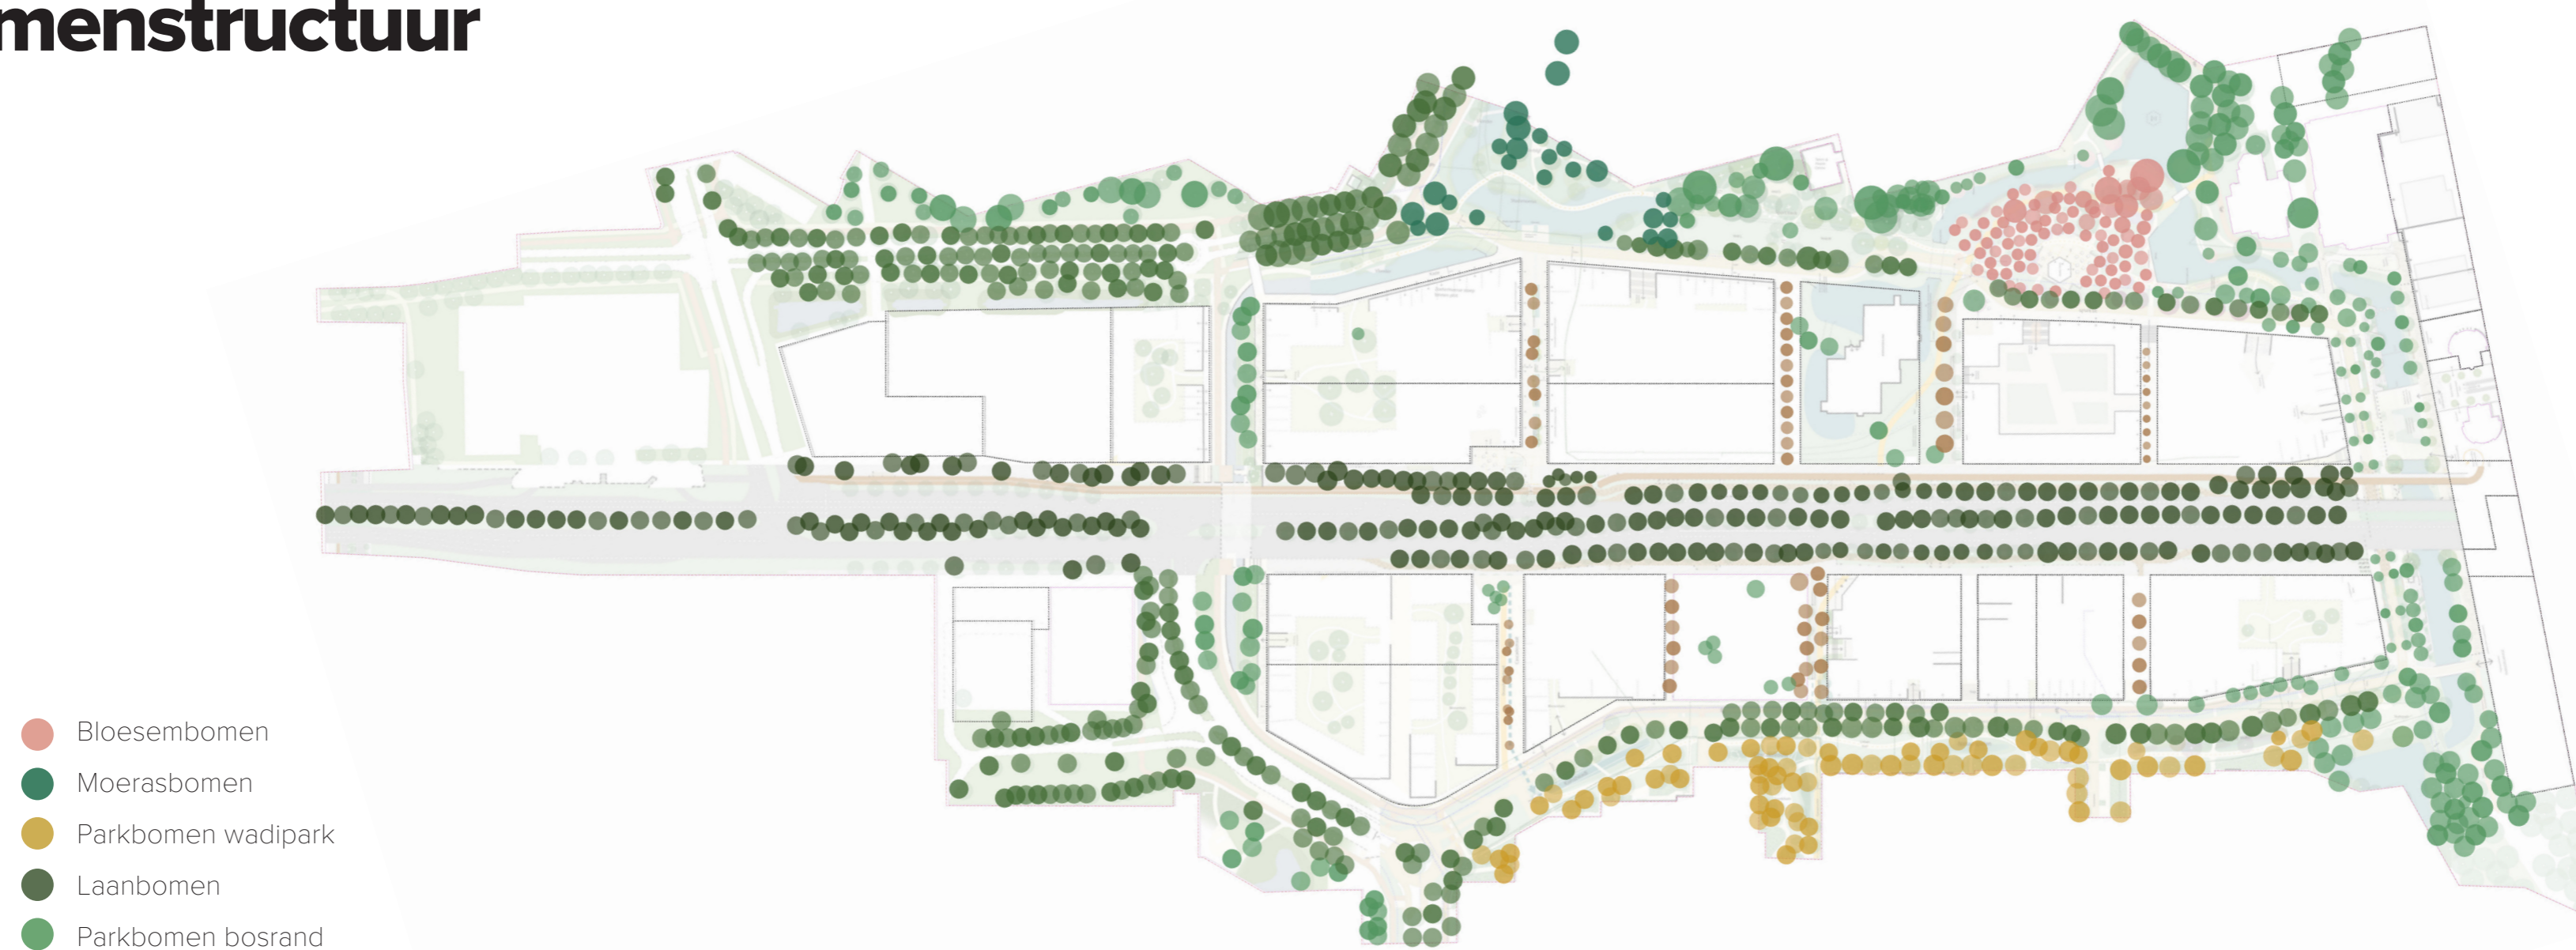 menstructuur
Bloesembomen
Moerasbomen
Parkbomen wadipark
Laanbomen
Parkbomen bosrand